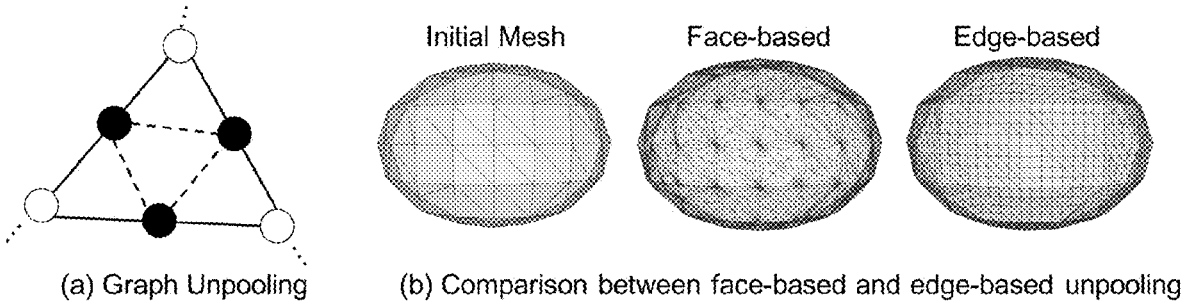 Initial Mesh
Face-based
Edge-based
(a) Graph Unpooling
(b) Comparison between face-based and edge-based unpooling